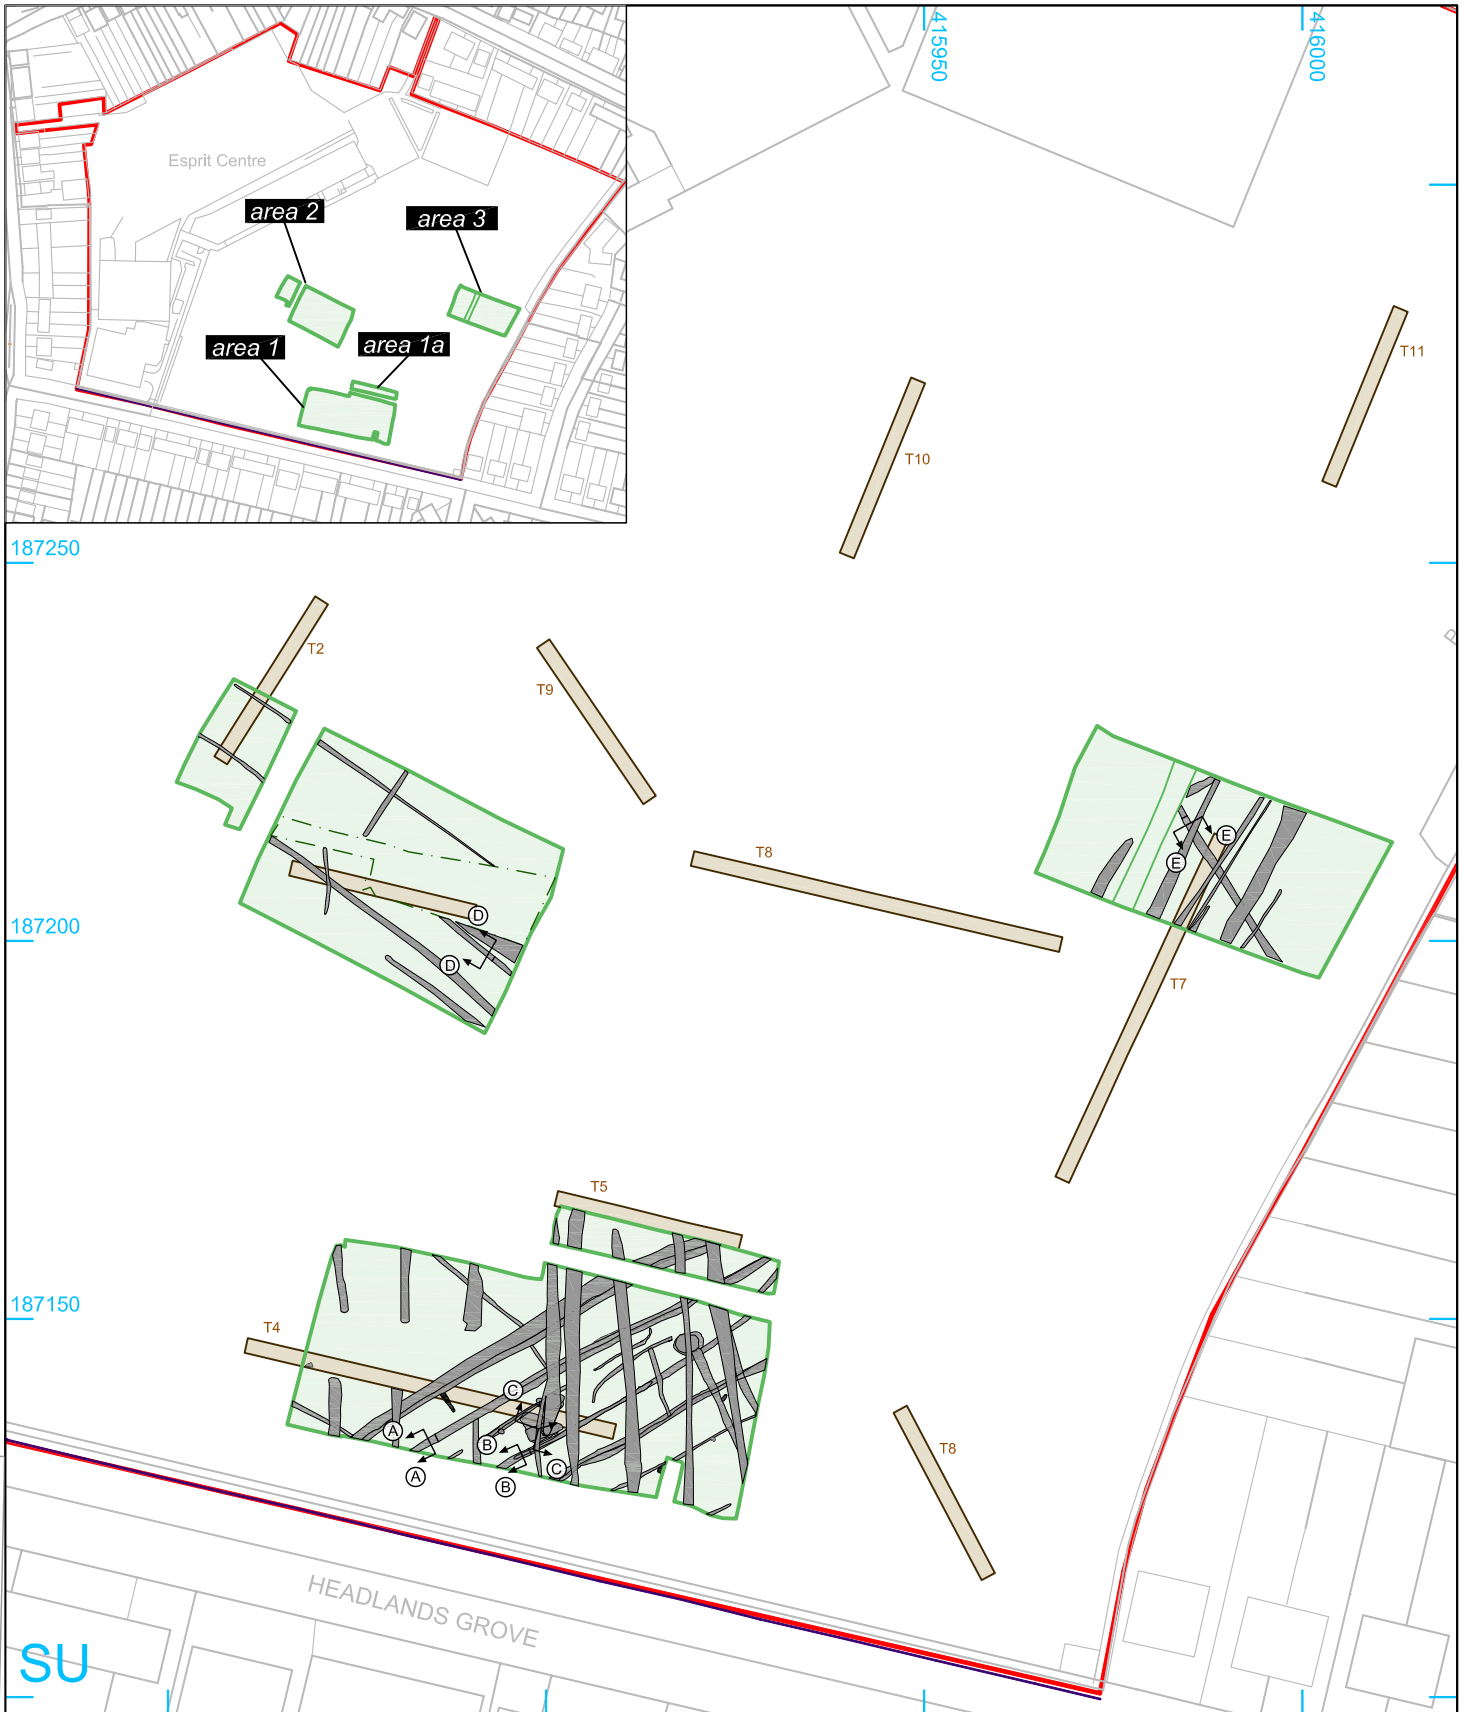 415950
416000
Esprit Centre
area 2
area 3
area 1
area 1a
T11
T10
187250
T2
T9
T8
E
E
D
187200
D
T7
T5
187150
T4
C
A
B
C
A
B
T8
HEADLANDS GROVE
SU